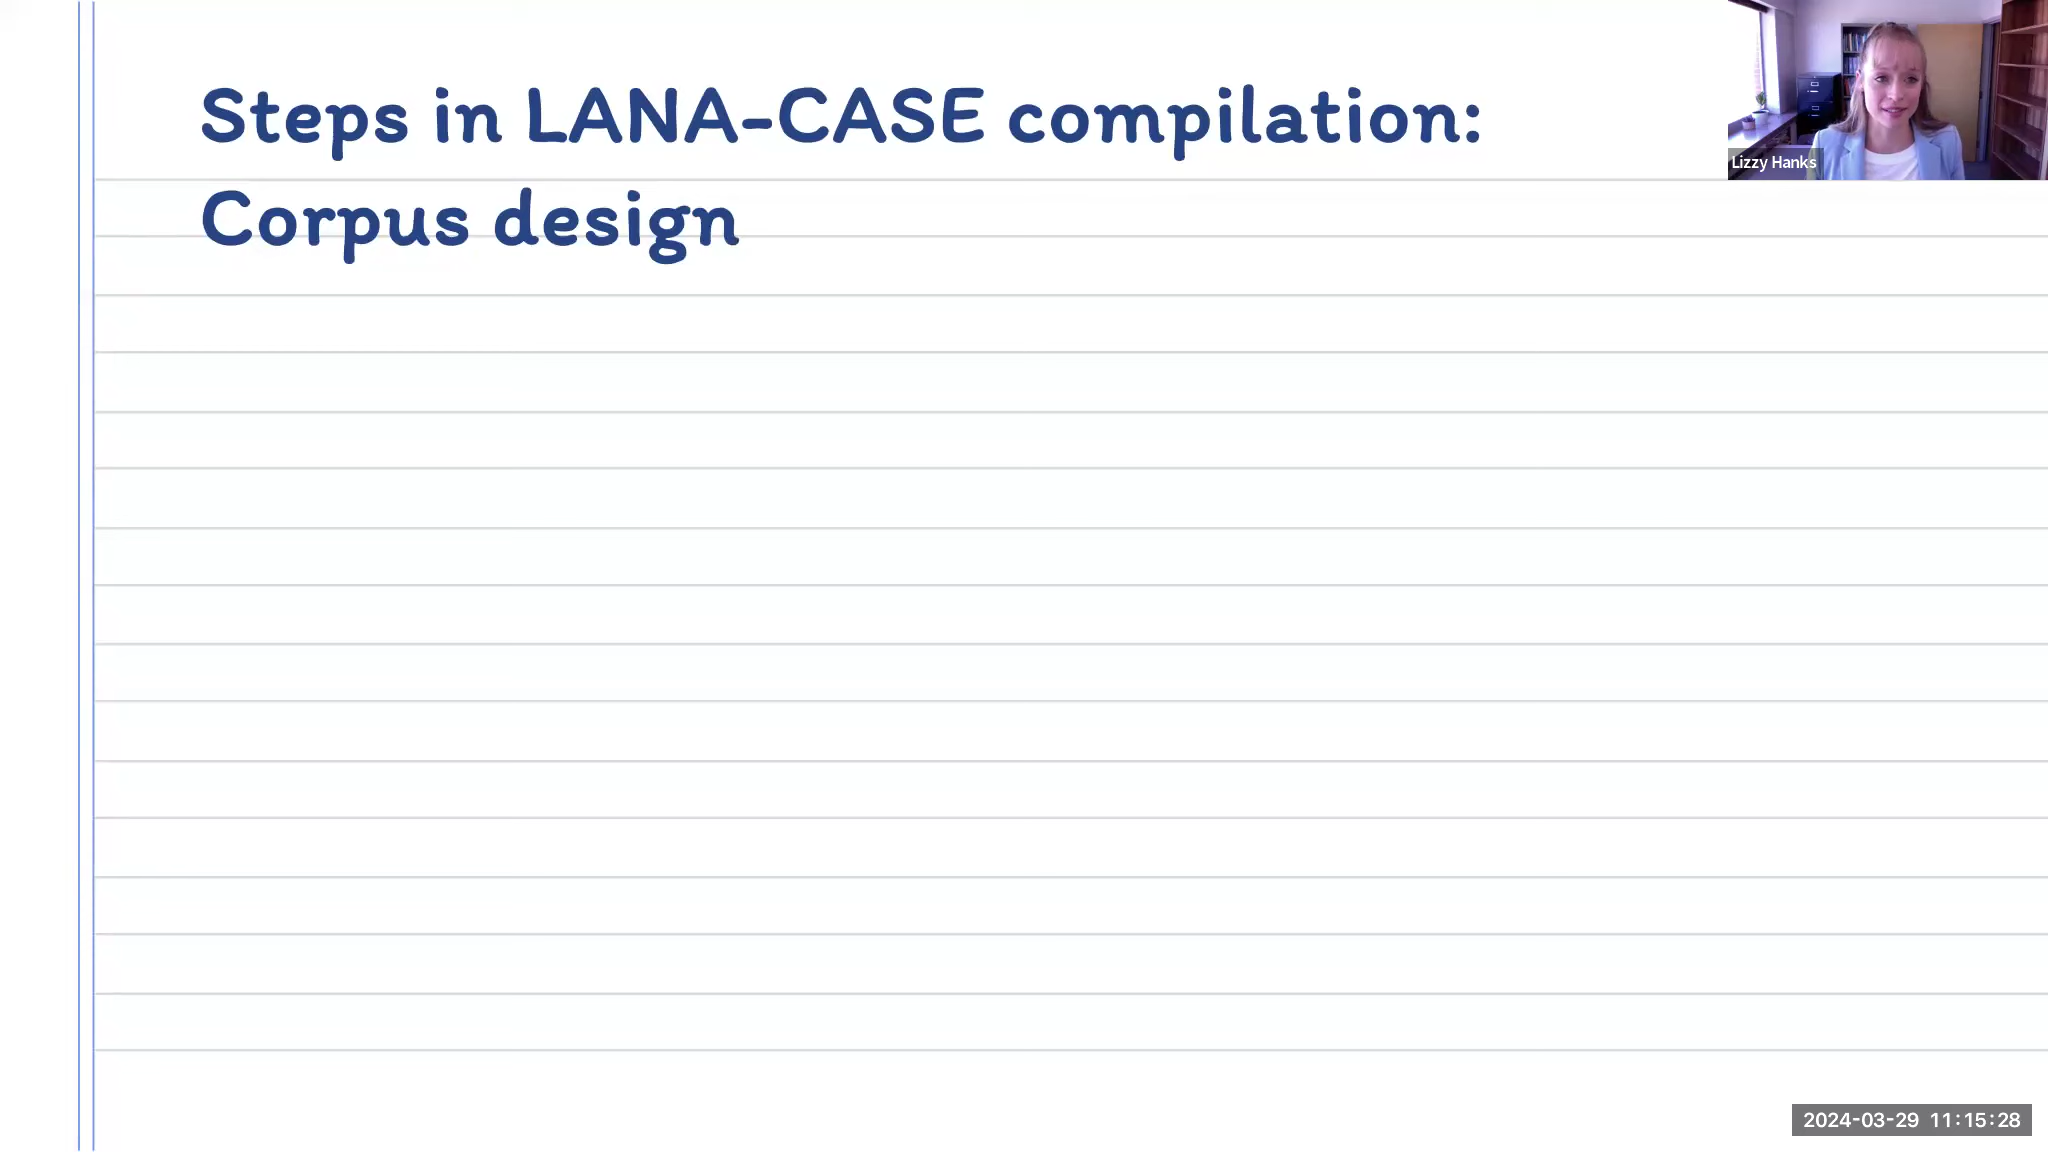 Steps in LANA-CASE compilation:
Corpus design
Lizzy Hanks
2024-03-29 11:15:28